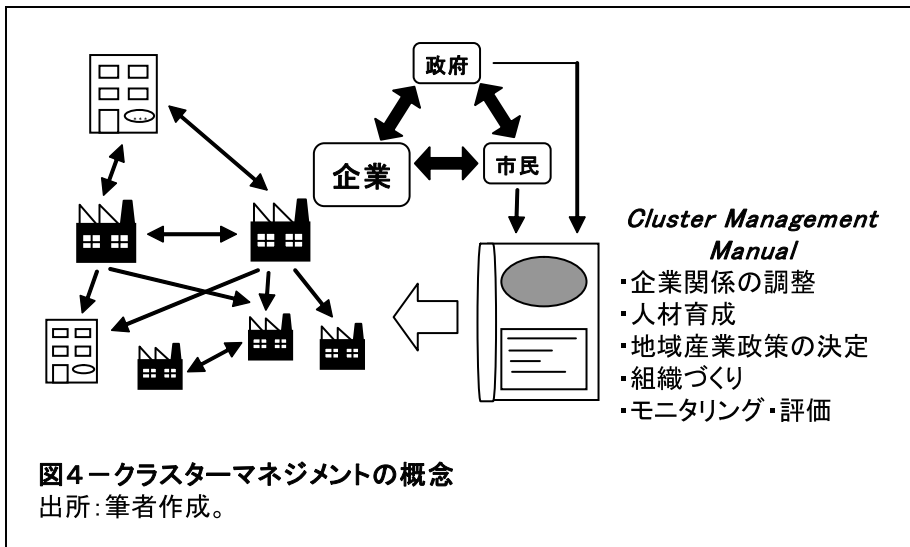 政府
企業
市民
Cluster Management
Manual
・企業関係の調整
・人材育成
・地域産業政策の決定
・組織づくり
・モニタリング・評価
図4－クラスターマネジメントの概念
出所:筆者作成。